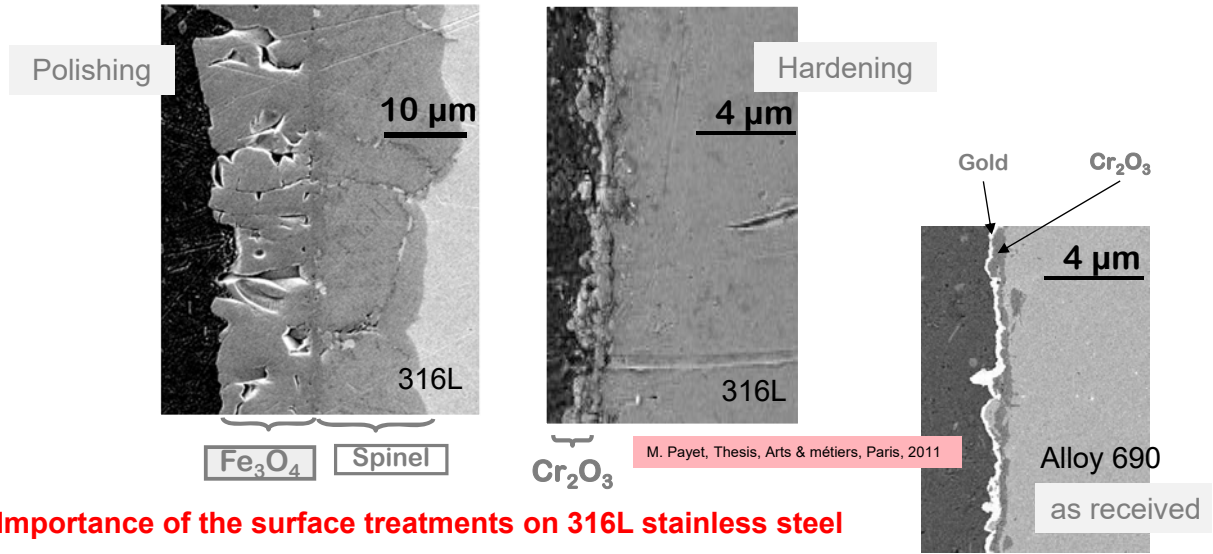 Polishing
10 µm
316L
Fe₃O₄
Spinel
Hardening
4 µm
316L
Cr₂O₃
M. Payet, Thesis, Arts & métiers, Paris, 2011
Gold
Cr₂O₃
4 µm
Alloy 690
as received
Importance of the surface treatments on 316L stainless steel